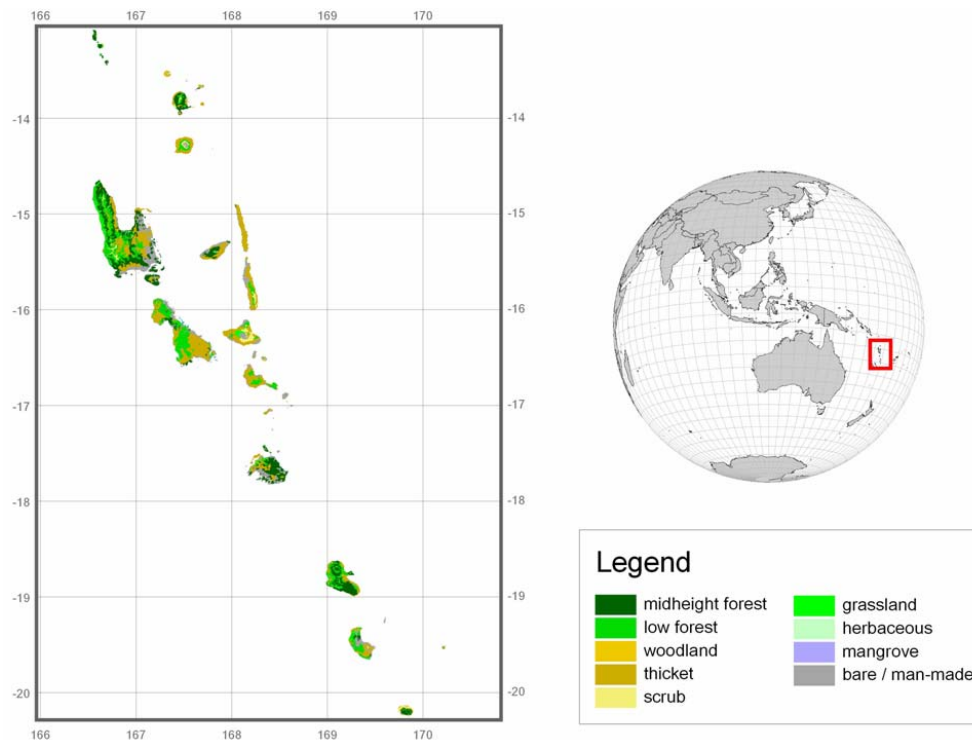 166 167 168 169 170
-14 -14
-15 -15
-16 -16
-17 -17
-18 -18
-19 -19
-20 -20
166 167 168 169 170
Legend
midheight forest
low forest
woodland
thicket
scrub
grassland
herbaceous
mangrove
bare / man-made